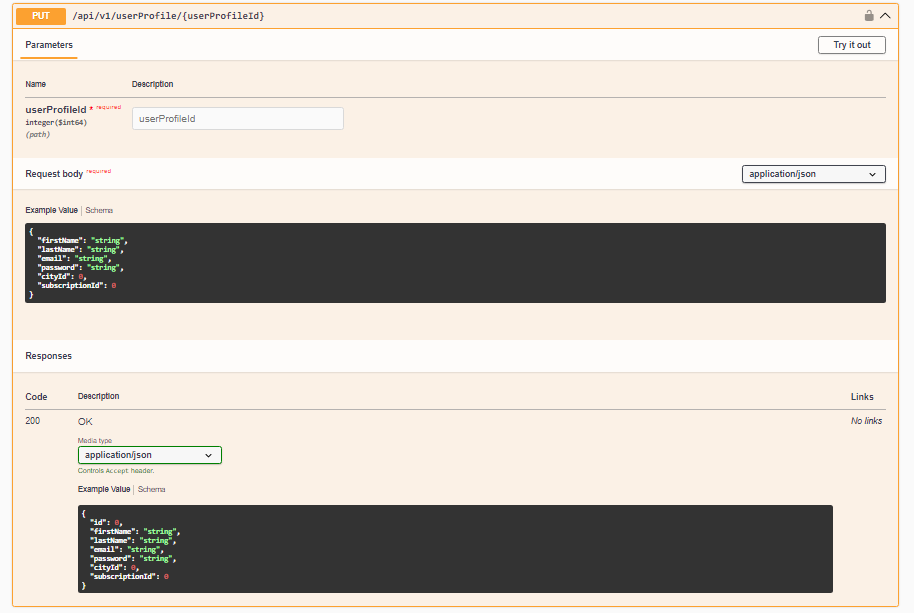 PUT /api/v1/userProfile/{userProfileId}
Parameters
Try it out
Name Description
userProfileId * required
integer($int64)
(path)
userProfileId
Request body required
application/json
Example Value | Schema
{
"firstName": "string",
"lastName": "string",
"email": "string",
"password": "string",
"cityId": 0,
"subscriptionId": 0
}
Responses
Code Description Links
200 OK No links
Media type
application/json
Controls Accept header.
Example Value | Schema
{
"id": 0,
"firstName": "string",
"lastName": "string",
"email": "string",
"password": "string",
"cityId": 0,
"subscriptionId": 0
}